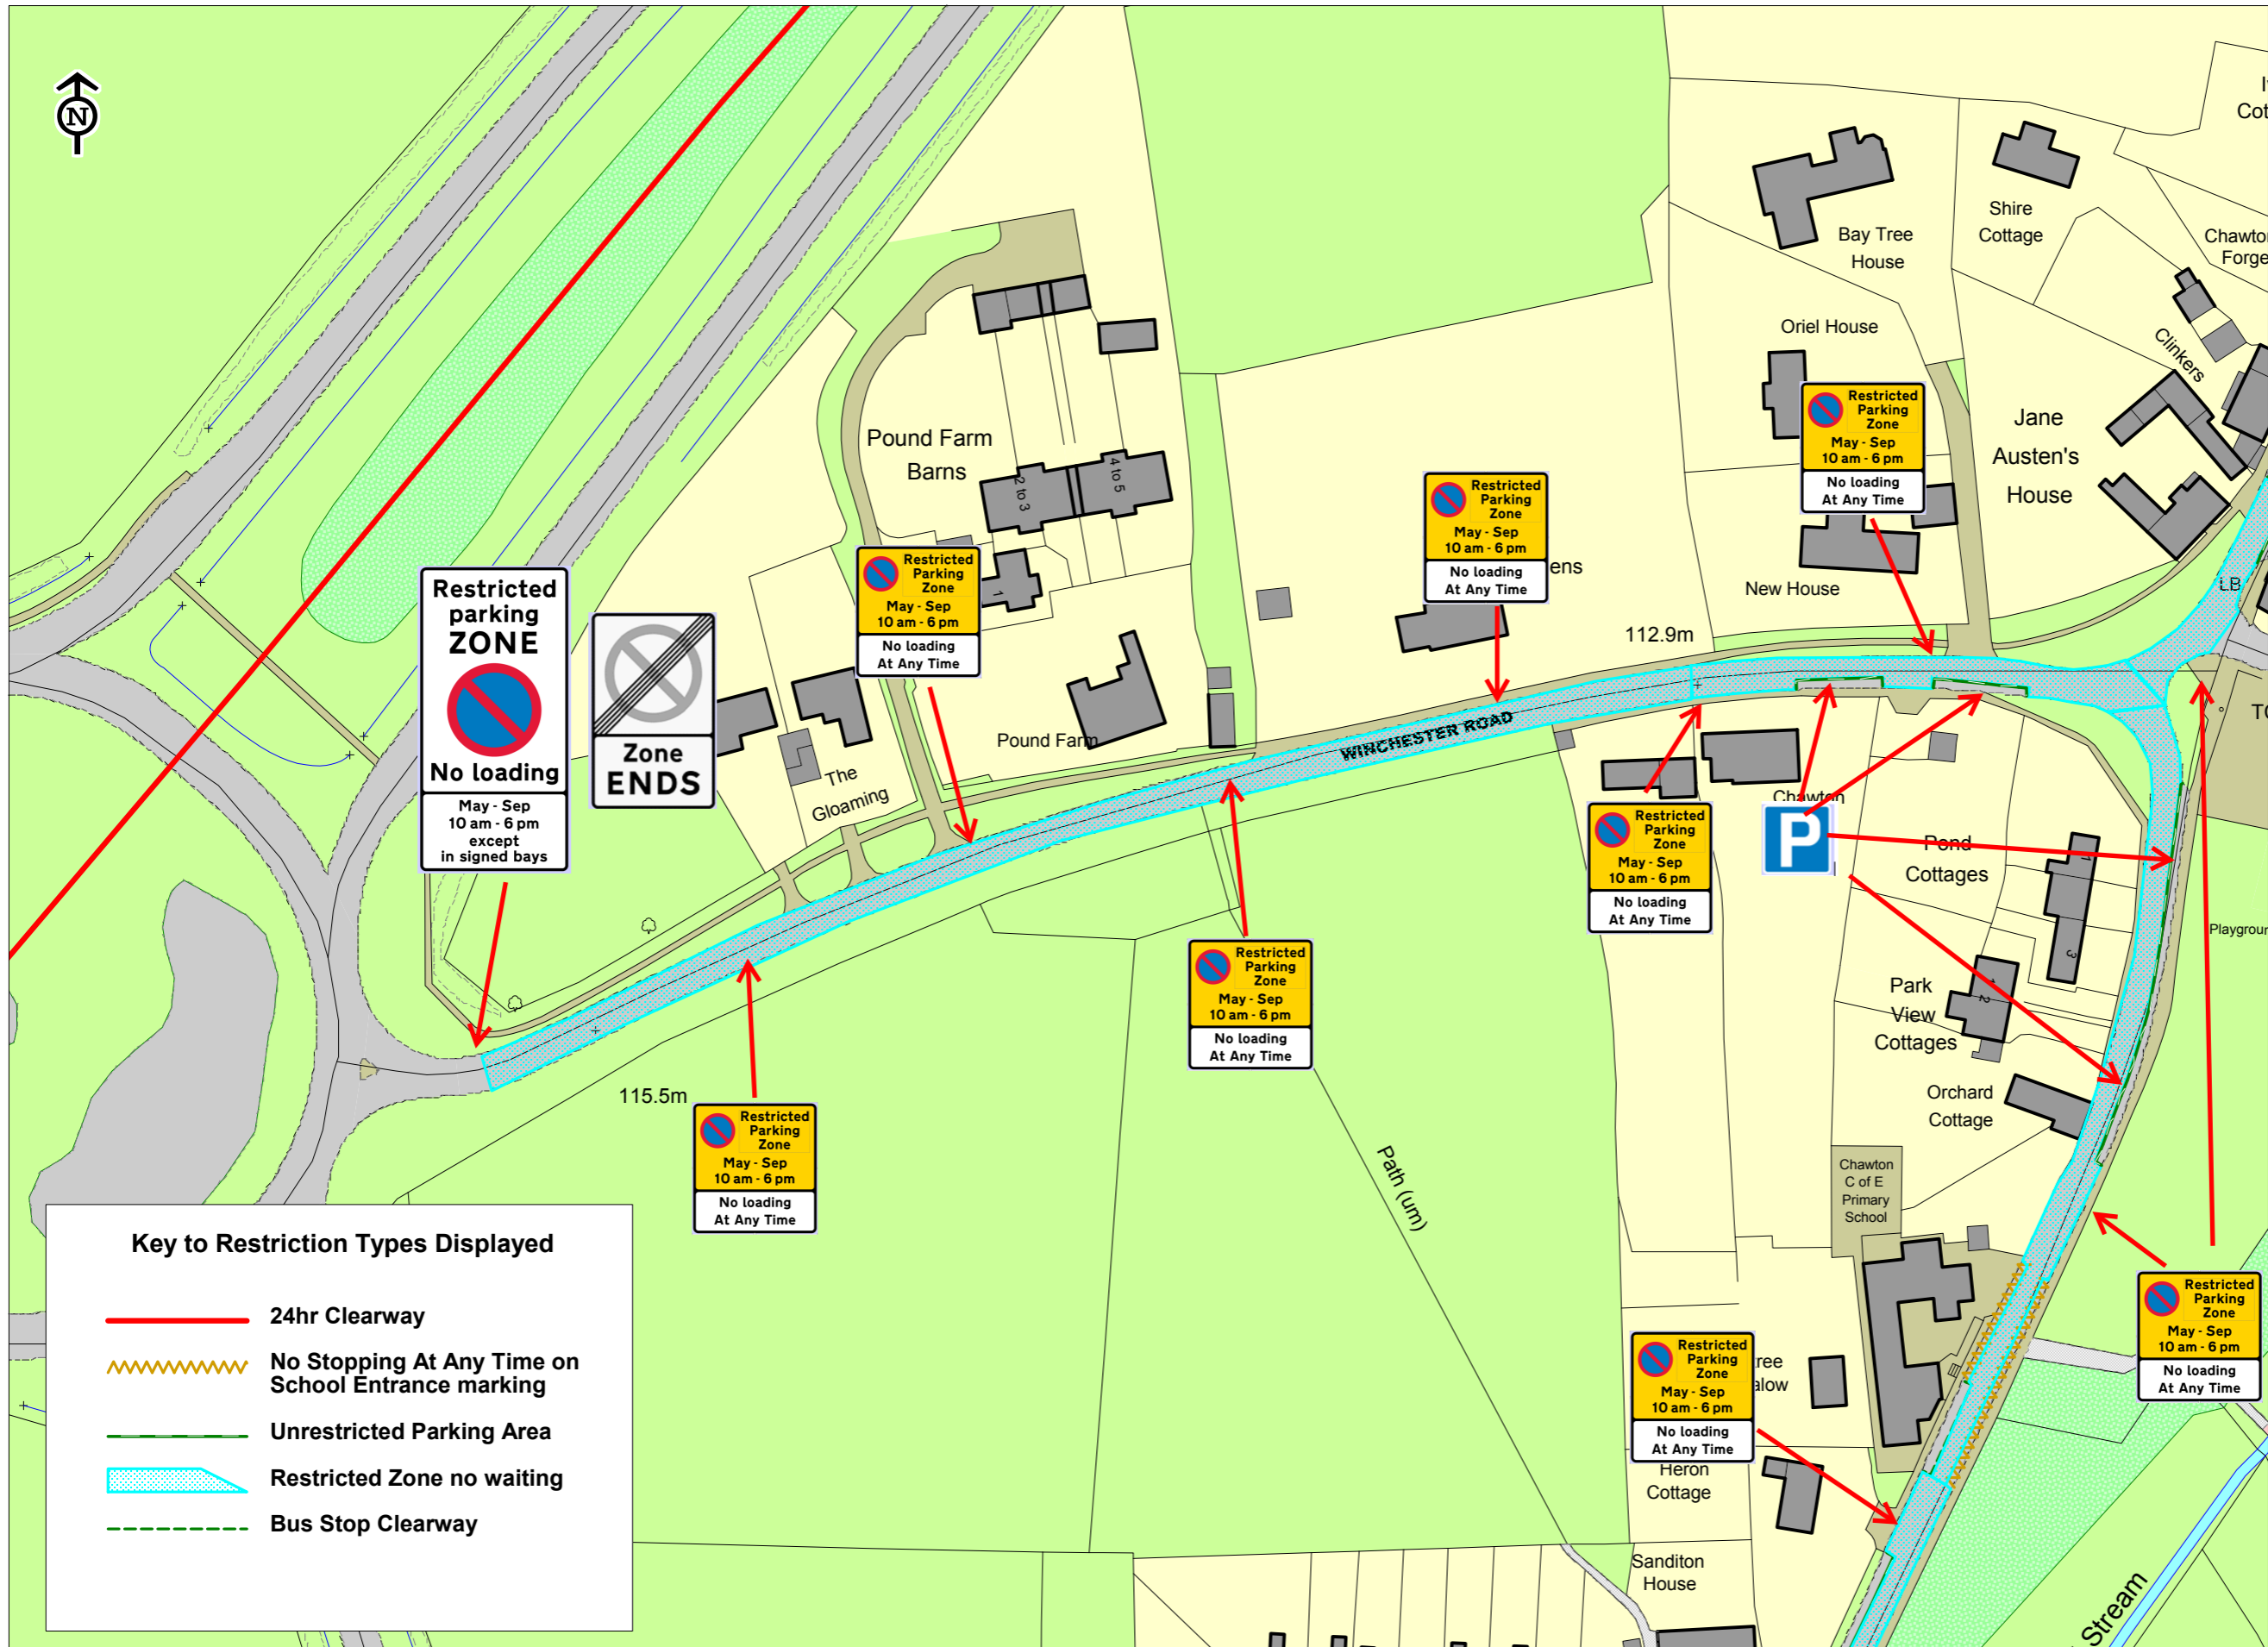 N
Restricted
parking
ZONE
No loading
May - Sep
10 am - 6 pm
except
in signed bays
Zone
ENDS
Pound Farm
Barns
2 to 3
4 to 5
1
Restricted
Parking
Zone
May - Sep
10 am - 6 pm
No loading
At Any Time
The
Gloaming
Pound Farm
Restricted
Parking
Zone
May - Sep
10 am - 6 pm
No loading
At Any Time
ens
Bay Tree
House
Shire
Cottage
Oriel House
Clinkers
Jane
Austen's
House
Restricted
Parking
Zone
May - Sep
10 am - 6 pm
No loading
At Any Time
New House
LB
112.9m
WINCHESTER ROAD
Chawton
P
Restricted
Parking
Zone
May - Sep
10 am - 6 pm
No loading
At Any Time
Pond
Cottages
1
3
Park
View
Cottages
1
2
Orchard
Cottage
Chawton
C of E
Primary
School
Restricted
Parking
Zone
May - Sep
10 am - 6 pm
No loading
At Any Time
115.5m
Restricted
Parking
Zone
May - Sep
10 am - 6 pm
No loading
At Any Time
Path (um)
Restricted
Parking
Zone
May - Sep
10 am - 6 pm
No loading
At Any Time
Restricted
Parking
Zone
May - Sep
10 am - 6 pm
No loading
At Any Time
Heron
Cottage
Sanditon
House
Stream
Key to Restriction Types Displayed
24hr Clearway
No Stopping At Any Time on
School Entrance marking
Unrestricted Parking Area
Restricted Zone no waiting
Bus Stop Clearway